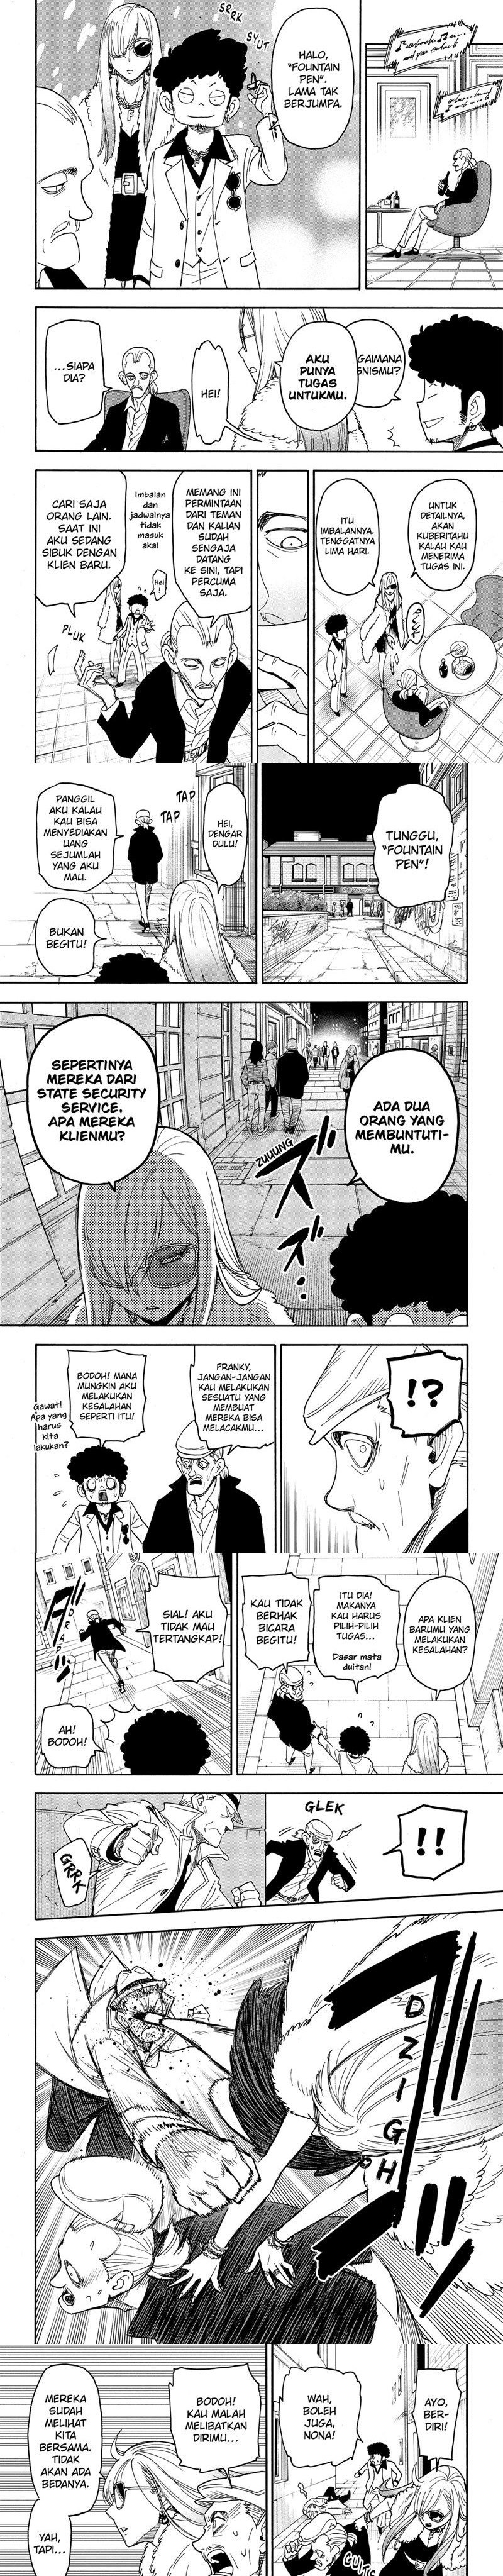 HALO,
"FOUNTAIN
PEN".
LAMA TAK
BERJUMPA.
SRRK
SYUT
GAIMANA
GNISMU?
AKU
PUNYA
TUGAS
UNTUKMU.
HEI!
...SIAPA
DIA?
UNTUK
DETAILNYA,
AKAN
KUBERITAHU
KALAU KAU
MENERIMA
TUGAS INI.
ITU
IMBALANNYA.
TENGGATNYA
LIMA HARI.
MEMANG INI
PERMINTAAN
DARI TEMAN
DAN KALIAN
SUDAH
SENGAJA
DATANG
KE SINI, TAPI
PERCUMA
SAJA.
Imbalan
dan
jadwalnya
tidak
masuk
akal
CARI SAJA
ORANG LAIN.
SAAT INI
AKU SEDANG
SIBUK DENGAN
KLIEN BARU.
Hei
!
PLUK
TUNGGU,
"FOUNTAIN
PEN"!
HEI,
DENGAR
DULU!
TAP
TAP
PANGGIL
AKU KALAU
KAU BISA
MENYEDIAKAN
UANG
SEJUMLAH
YANG AKU
MAU.
BUKAN
BEGITU!
ADA DUA
ORANG YANG
MEMBUNTUTI-
MU.
ZUUUNG
ズズ・・
SEPERTINYA
MEREKA DARI
STATE SECURITY
SERVICE.
APA MEREKA
KLIENMU?
!?
FRANKY,
JANGAN-JANGAN
KAU MELAKUKAN
SESUATU YANG
MEMBUAT
MEREKA BISA
MELACAKMU...
BODOH! MANA
MUNGKIN AKU
MELAKUKAN
KESALAHAN
SEPERTI ITU!
Gawat!
Apa yang
harus
kita
lakukan?
APA KLIEN
BARUMU YANG
MELAKUKAN
KESALAHAN?
ITU DIA!
MAKANYA
KAU HARUS
PILIH-PILIH
TUGAS...
Dasar mata
duitan!
KAU TIDAK
BERHAK
BICARA
BEGITU!
SIAL! AKU
TIDAK MAU
TERTANGKAP!
AH!
BODOH!
!!
GLEK
GRRK
DZIGH
AYO,
BER-
DIRI!
WAH,
BOLEH
JUGA,
NONA!
BODOH!
KAU MALAH
MELIBATKAN
DIRIMU...
MEREKA
SUDAH
MELIHAT
KITA
BERSAMA.
TIDAK
AKAN ADA
BEDANYA.
YAH,
TAPI...